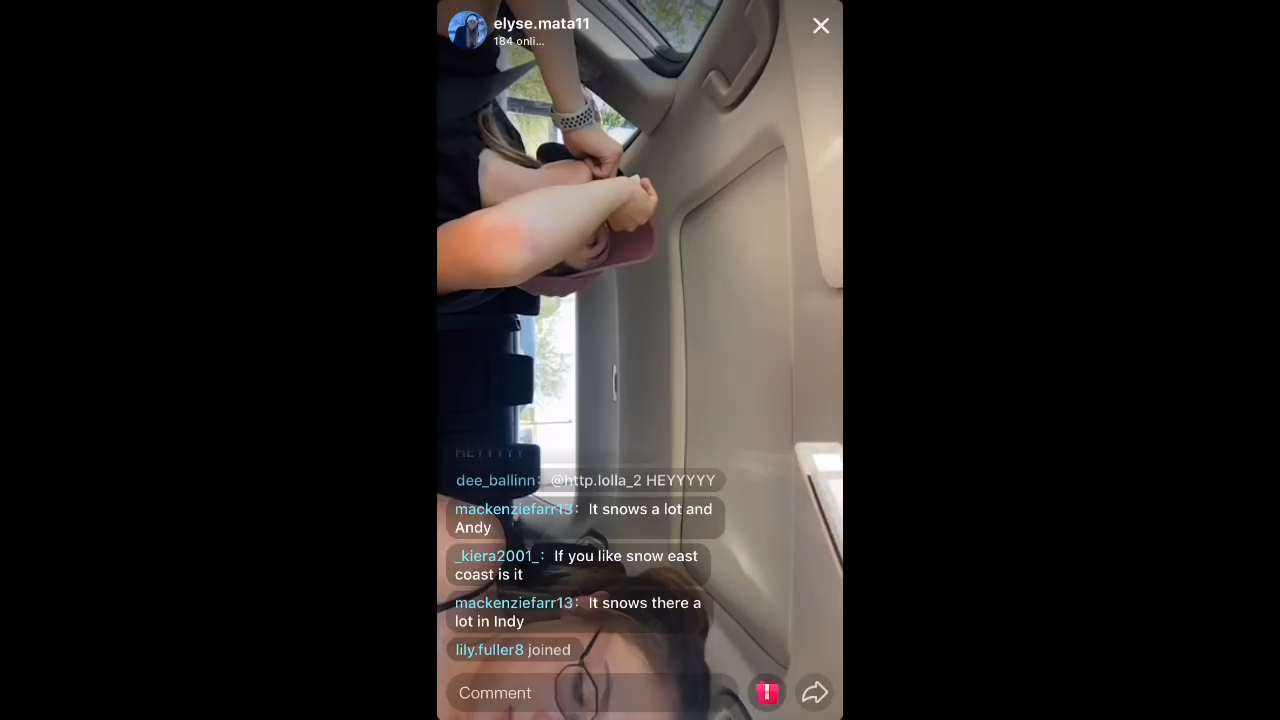 elyse.mata11
184 onli...
HEYYYYY
dee_ballinn: @http.lolla_2 HEYYYYY
mackenziefarr13: It snows a lot and
Andy
_kiera2001_: If you like snow east
coast is it
mackenziefarr13: It snows there a
lot in Indy
lily.fuller8 joined
Comment